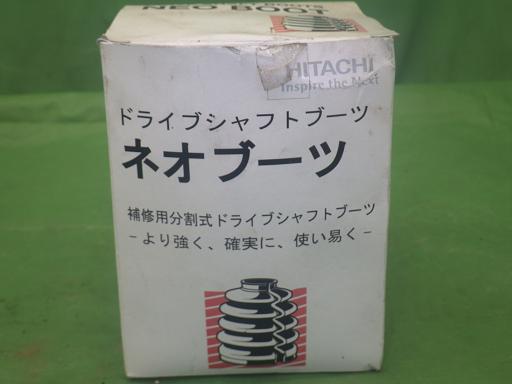 NEO BOOT
HITACHI
Inspire the Next
ドライブシャフトブーツ
ネオブーツ
補修用分割式ドライブシャフトブーツ
−より強く、確実に、使い易く−